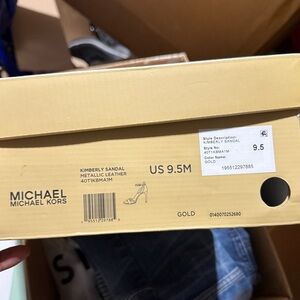 Style Description:
KIMBERLY SANDAL
Style No:
40T1KBMA1M
Color Name:
GOLD
9.5
195512297885
KIMBERLY SANDAL
METALLIC LEATHER
40T1KBMA1M
US 9.5M
MICHAEL
MICHAEL KORS
GOLD
0140070252680